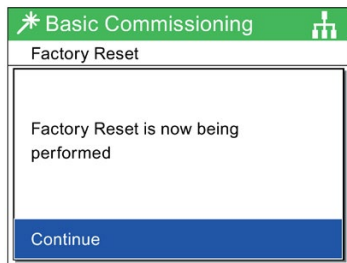 Basic Commissioning
Factory Reset
Factory Reset is now being
performed
Continue